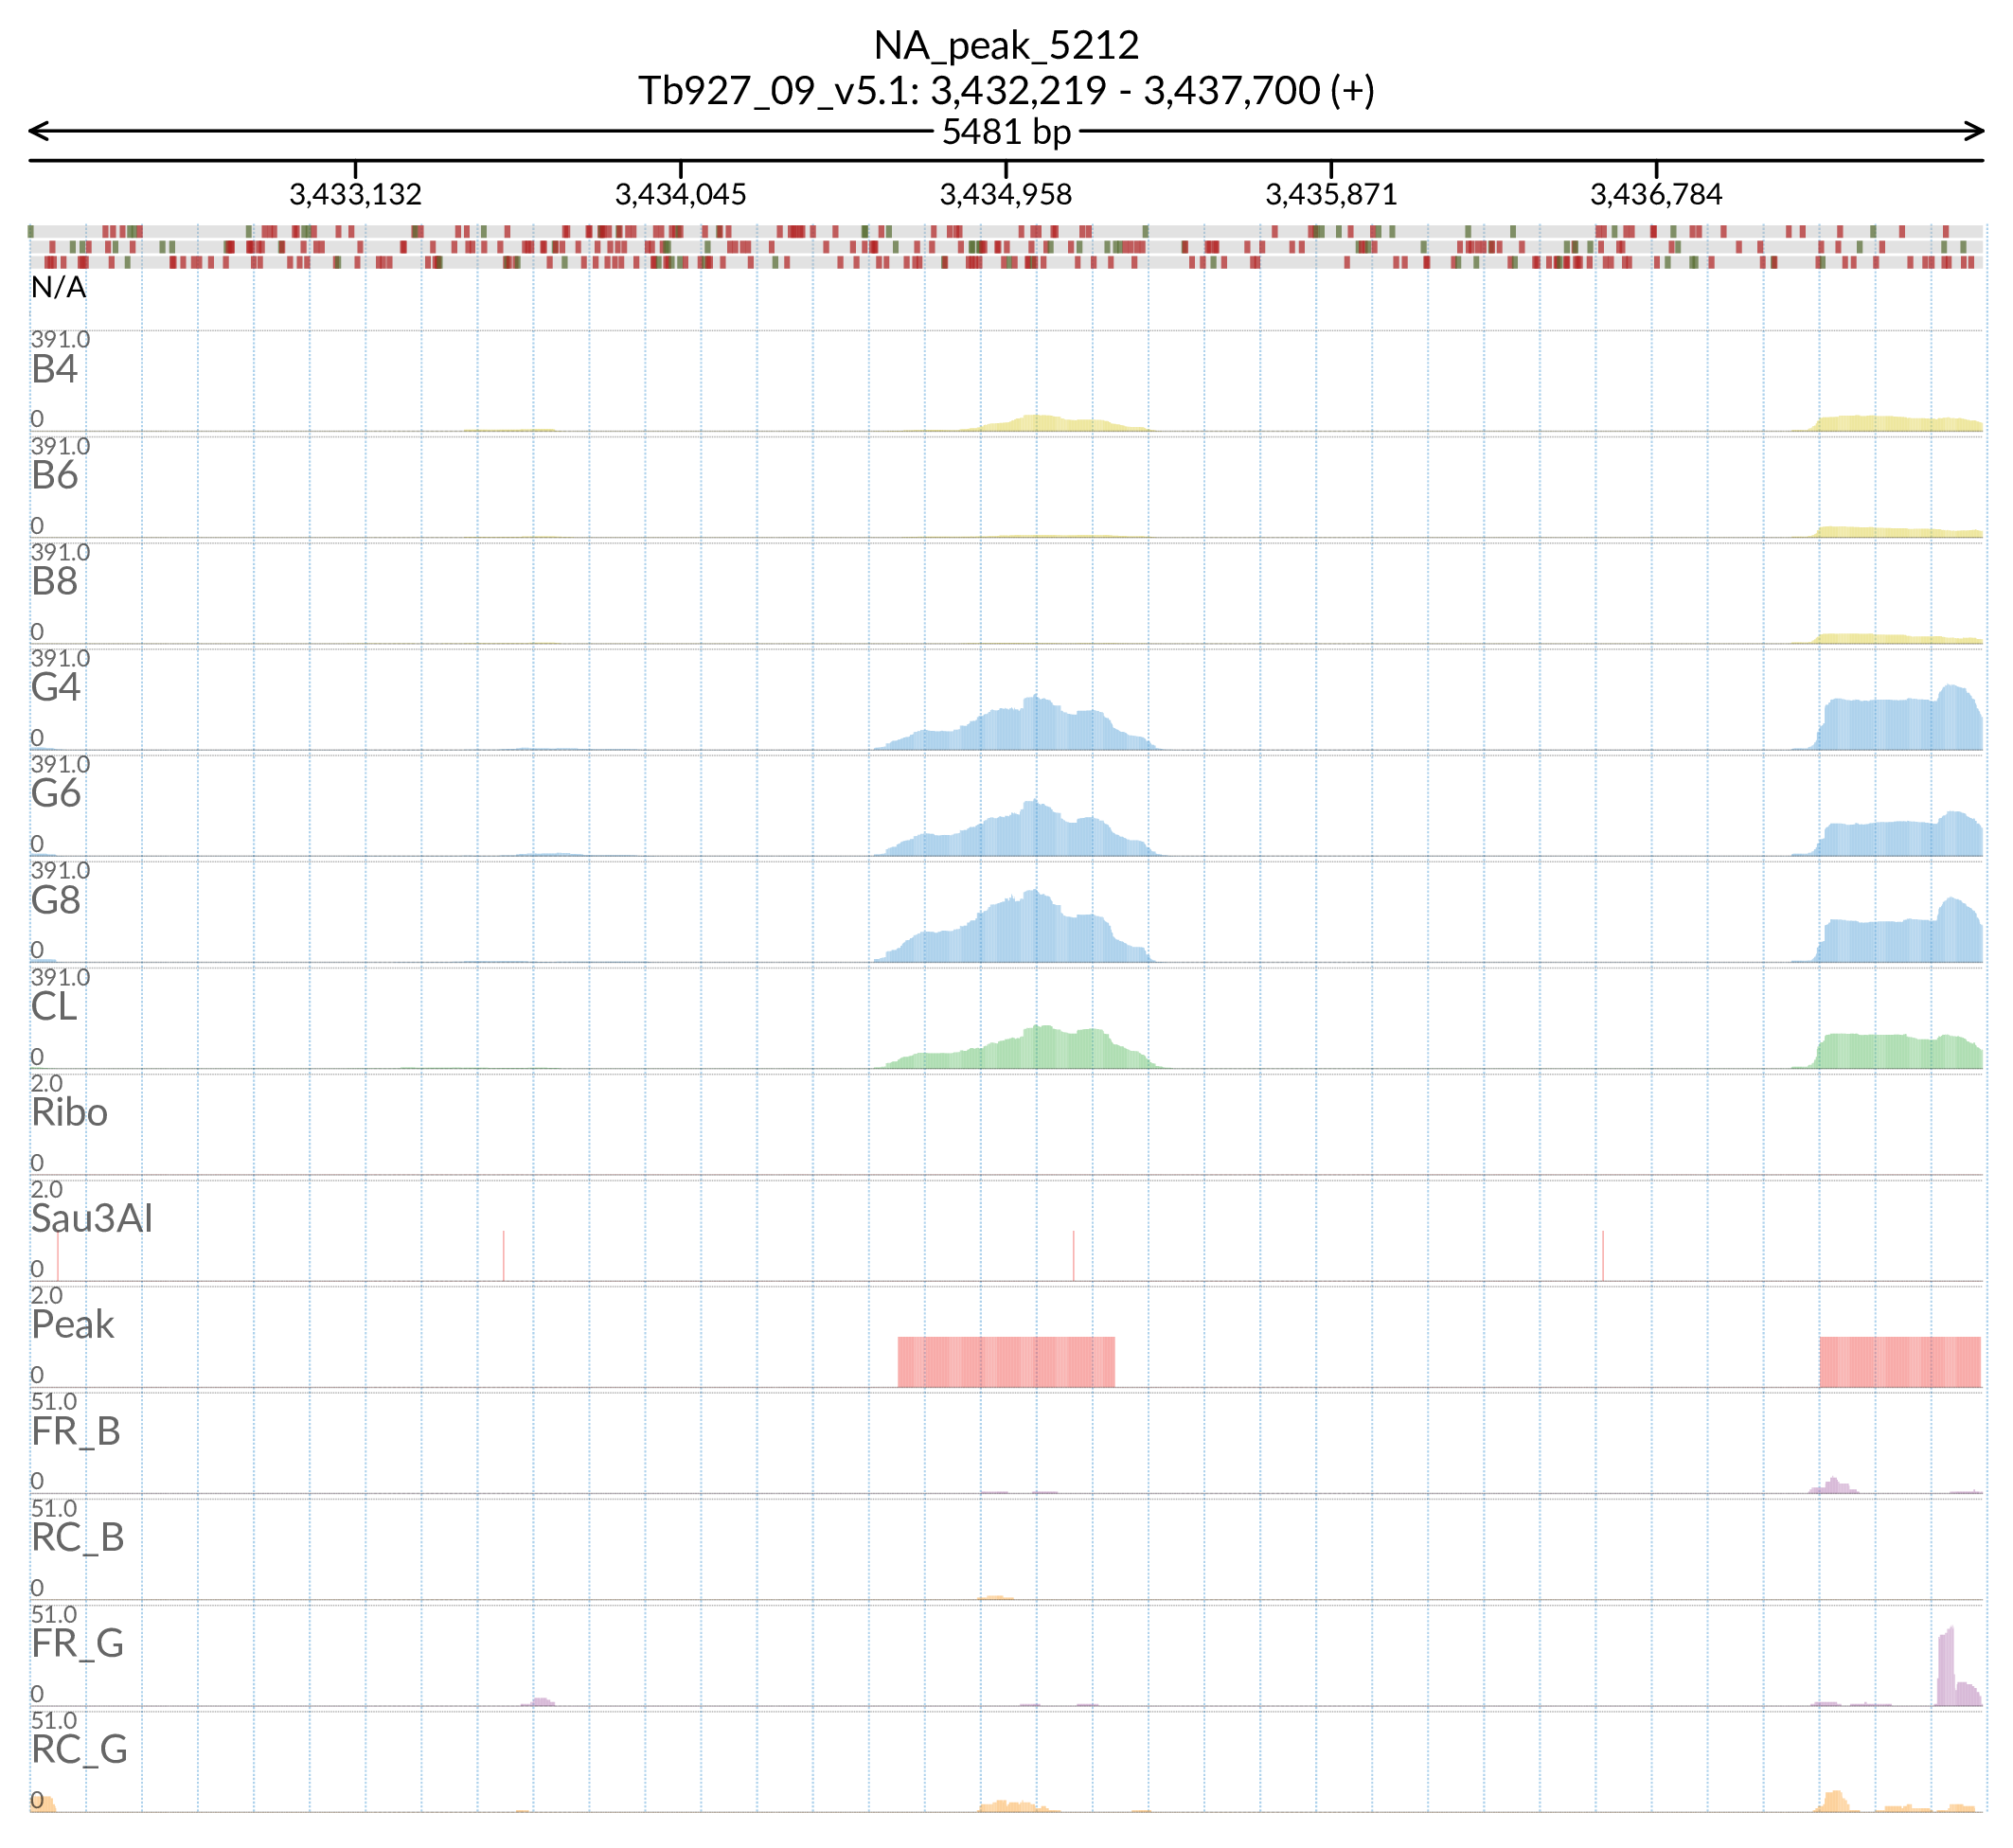 NA_peak_5212
Tb927_09_v5.1: 3,432,219 - 3,437,700 (+)
5481 bp
3,433,132 3,434,045 3,434,958 3,435,871 3,436,784
N/A
391.0
B4
0
391.0
B6
0
391.0
B8
0
391.0
G4
0
391.0
G6
0
391.0
G8
0
391.0
CL
0
2.0
Ribo
0
2.0
Sau3AI
0
2.0
Peak
0
51.0
FR_B
0
51.0
RC_B
0
51.0
FR_G
0
51.0
RC_G
0